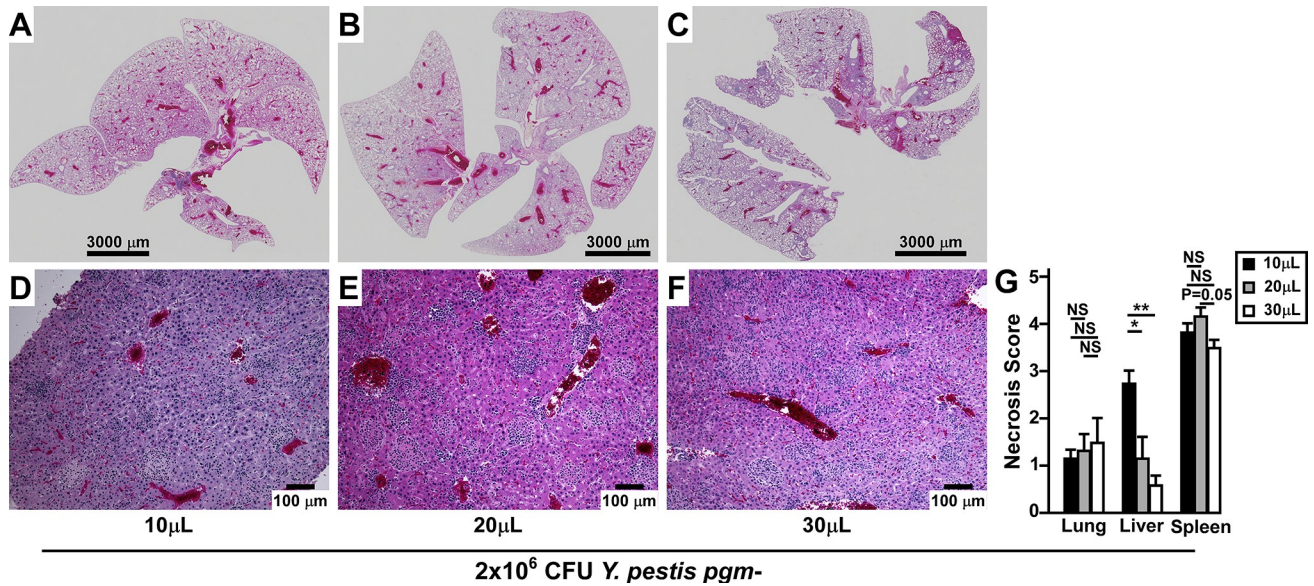 A
B
C
3000 μm
3000 μm
3000 μm
D
E
F
100 μm
100 μm
100 μm
10μL
20μL
30μL
2x10⁶ CFU Y. pestis pgm-
G
10μL
20μL
30μL
Necrosis Score
5
4
3
2
1
0
NS
NS
NS
**
*
NS
NS
P=0.05
Lung
Liver
Spleen